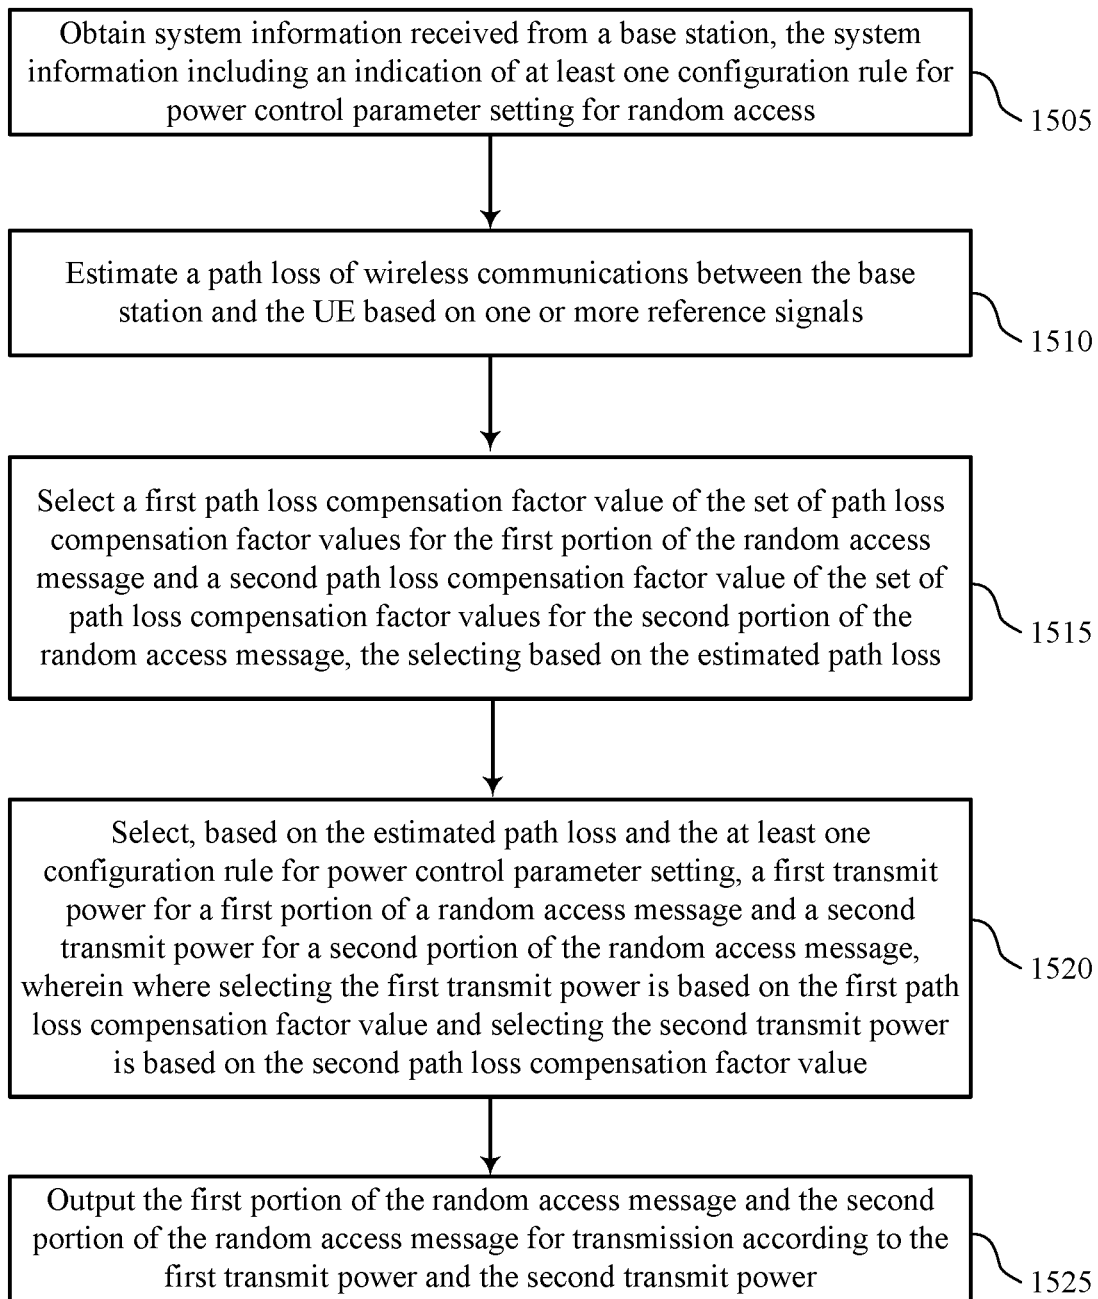 Obtain system information received from a base station, the system
information including an indication of at least one configuration rule for
power control parameter setting for random access
1505
Estimate a path loss of wireless communications between the base
station and the UE based on one or more reference signals
1510
Select a first path loss compensation factor value of the set of path loss
compensation factor values for the first portion of the random access
message and a second path loss compensation factor value of the set of
path loss compensation factor values for the second portion of the
random access message, the selecting based on the estimated path loss
1515
Select, based on the estimated path loss and the at least one
configuration rule for power control parameter setting, a first transmit
power for a first portion of a random access message and a second
transmit power for a second portion of the random access message,
wherein where selecting the first transmit power is based on the first path
loss compensation factor value and selecting the second transmit power
is based on the second path loss compensation factor value
1520
Output the first portion of the random access message and the second
portion of the random access message for transmission according to the
first transmit power and the second transmit power
1525